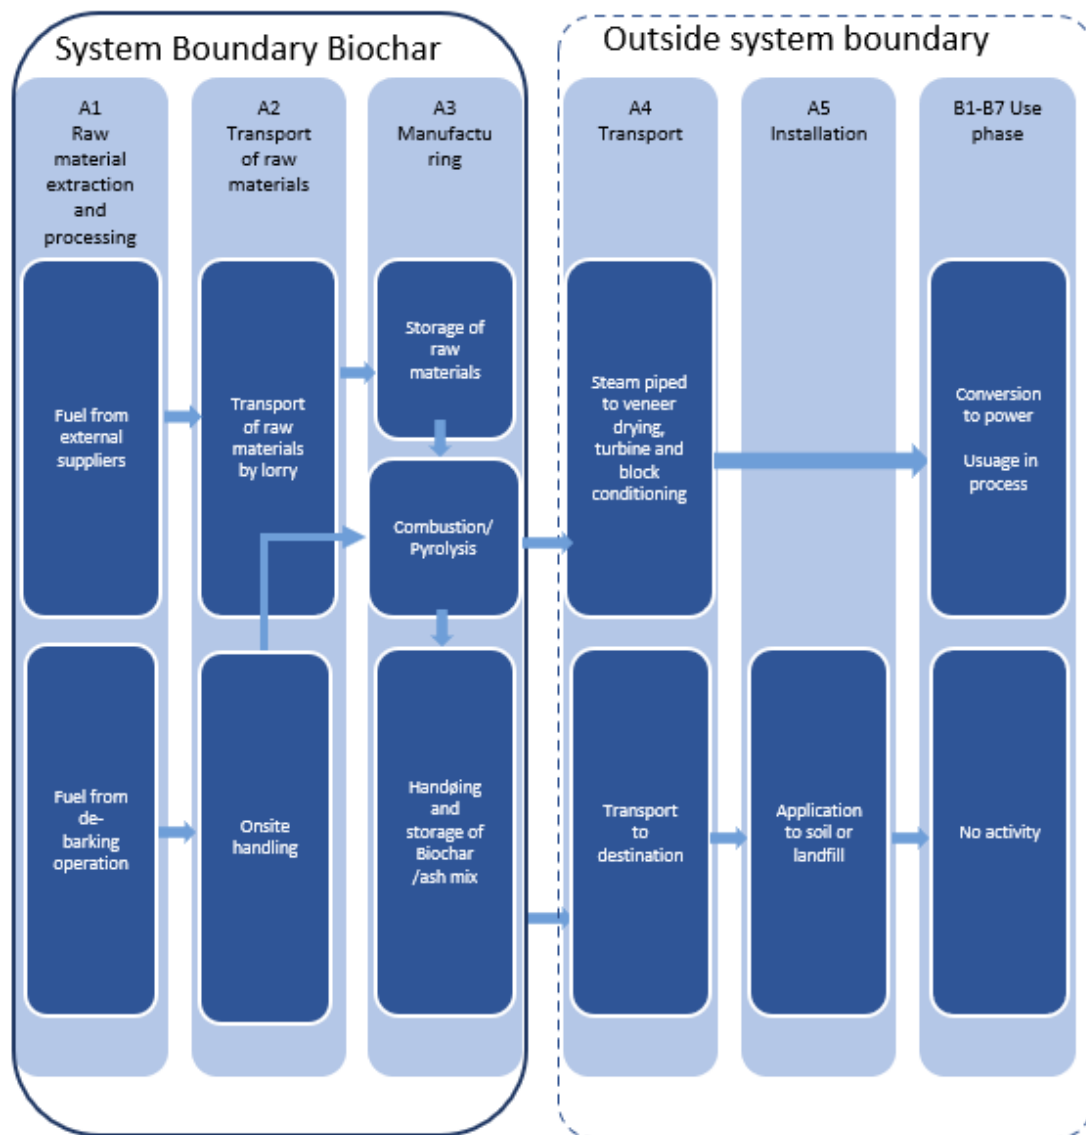 System Boundary Biochar
Outside system boundary
A1
Raw
material
extraction
and
processing
A2
Transport
of raw
materials
A3
Manufactu
ring
A4
Transport
A5
Installation
B1-B7 Use
phase
Fuel from
external
suppliers
Transport
of raw
materials
by lorry
Storage of
raw
materials
Combustion/
Pyrolysis
Steam piped
to veneer
drying,
turbine and
block
conditioning
Conversion
to power
Usuage in
process
Fuel from
de-
barking
operation
Onsite
handling
Handøing
and
storage of
Biochar
/ash mix
Transport
to
destination
Application
to soil or
landfill
No activity